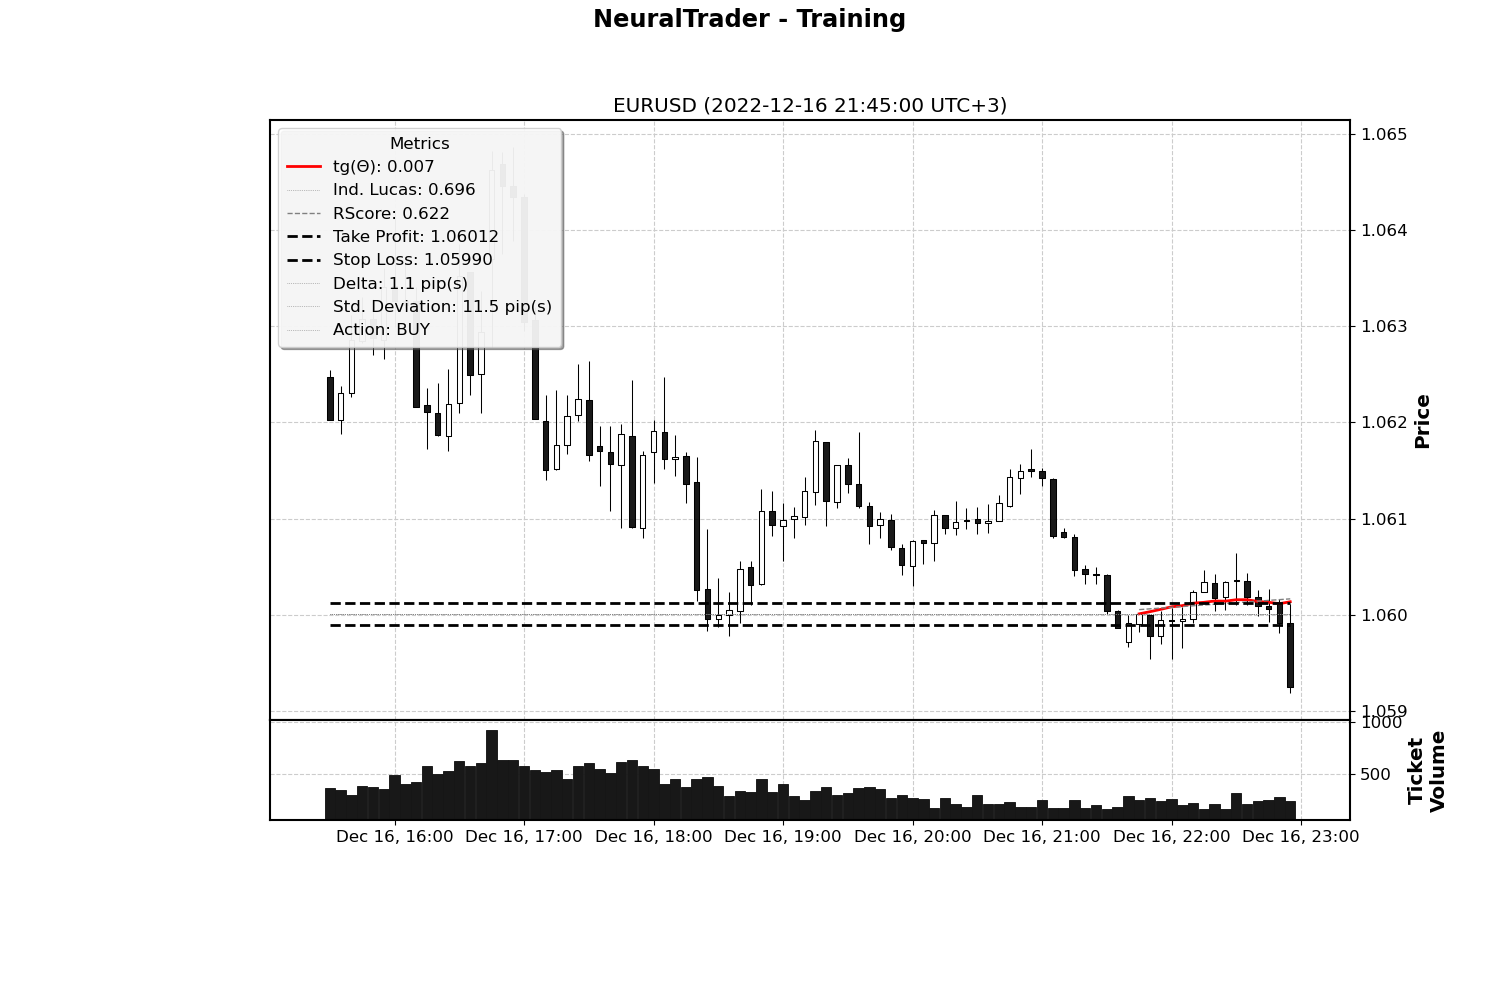 NeuralTrader - Training
EURUSD (2022-12-16 21:45:00 UTC+3)
Metrics
tg(Θ): 0.007
Ind. Lucas: 0.696
RScore: 0.622
Take Profit: 1.06012
Stop Loss: 1.05990
Delta: 1.1 pip(s)
Std. Deviation: 11.5 pip(s)
Action: BUY
1.065
1.064
1.063
1.062
1.061
1.060
1.059
Price
1000
500
Ticket
Volume
Dec 16, 16:00
Dec 16, 17:00
Dec 16, 18:00
Dec 16, 19:00
Dec 16, 20:00
Dec 16, 21:00
Dec 16, 22:00
Dec 16, 23:00